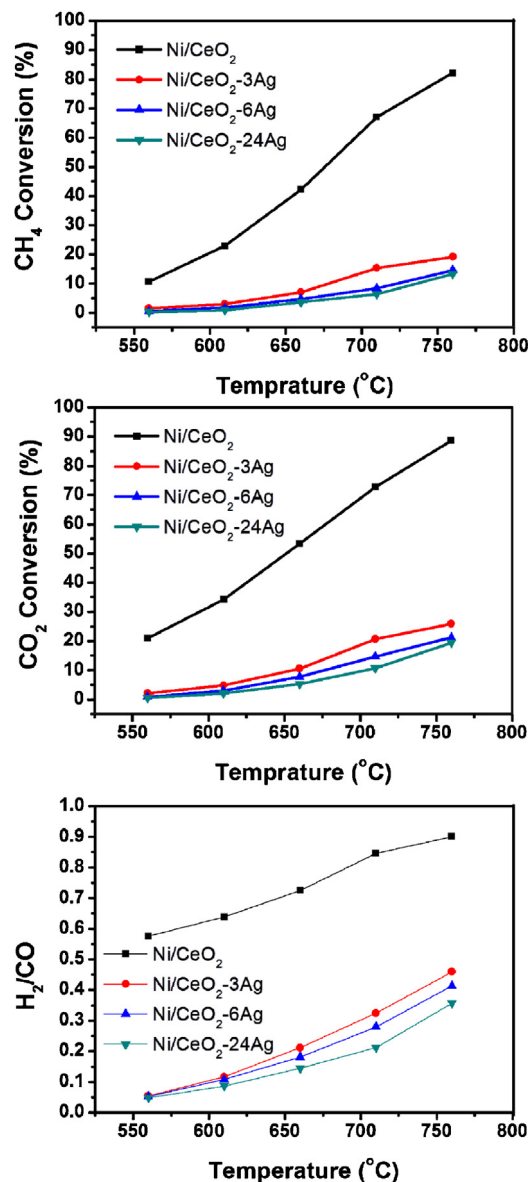 100
90
80
70
60
50
40
30
20
10
0
CH4 Conversion (%)
Ni/CeO2
Ni/CeO2-3Ag
Ni/CeO2-6Ag
Ni/CeO2-24Ag
550 600 650 700 750 800
Temprature (oC)
100
90
80
70
60
50
40
30
20
10
0
CO2 Conversion (%)
Ni/CeO2
Ni/CeO2-3Ag
Ni/CeO2-6Ag
Ni/CeO2-24Ag
550 600 650 700 750 800
Temprature (oC)
1.0
0.9
0.8
0.7
0.6
0.5
0.4
0.3
0.2
0.1
0.0
H2/CO
Ni/CeO2
Ni/CeO2-3Ag
Ni/CeO2-6Ag
Ni/CeO2-24Ag
550 600 650 700 750 800
Temperature (oC)